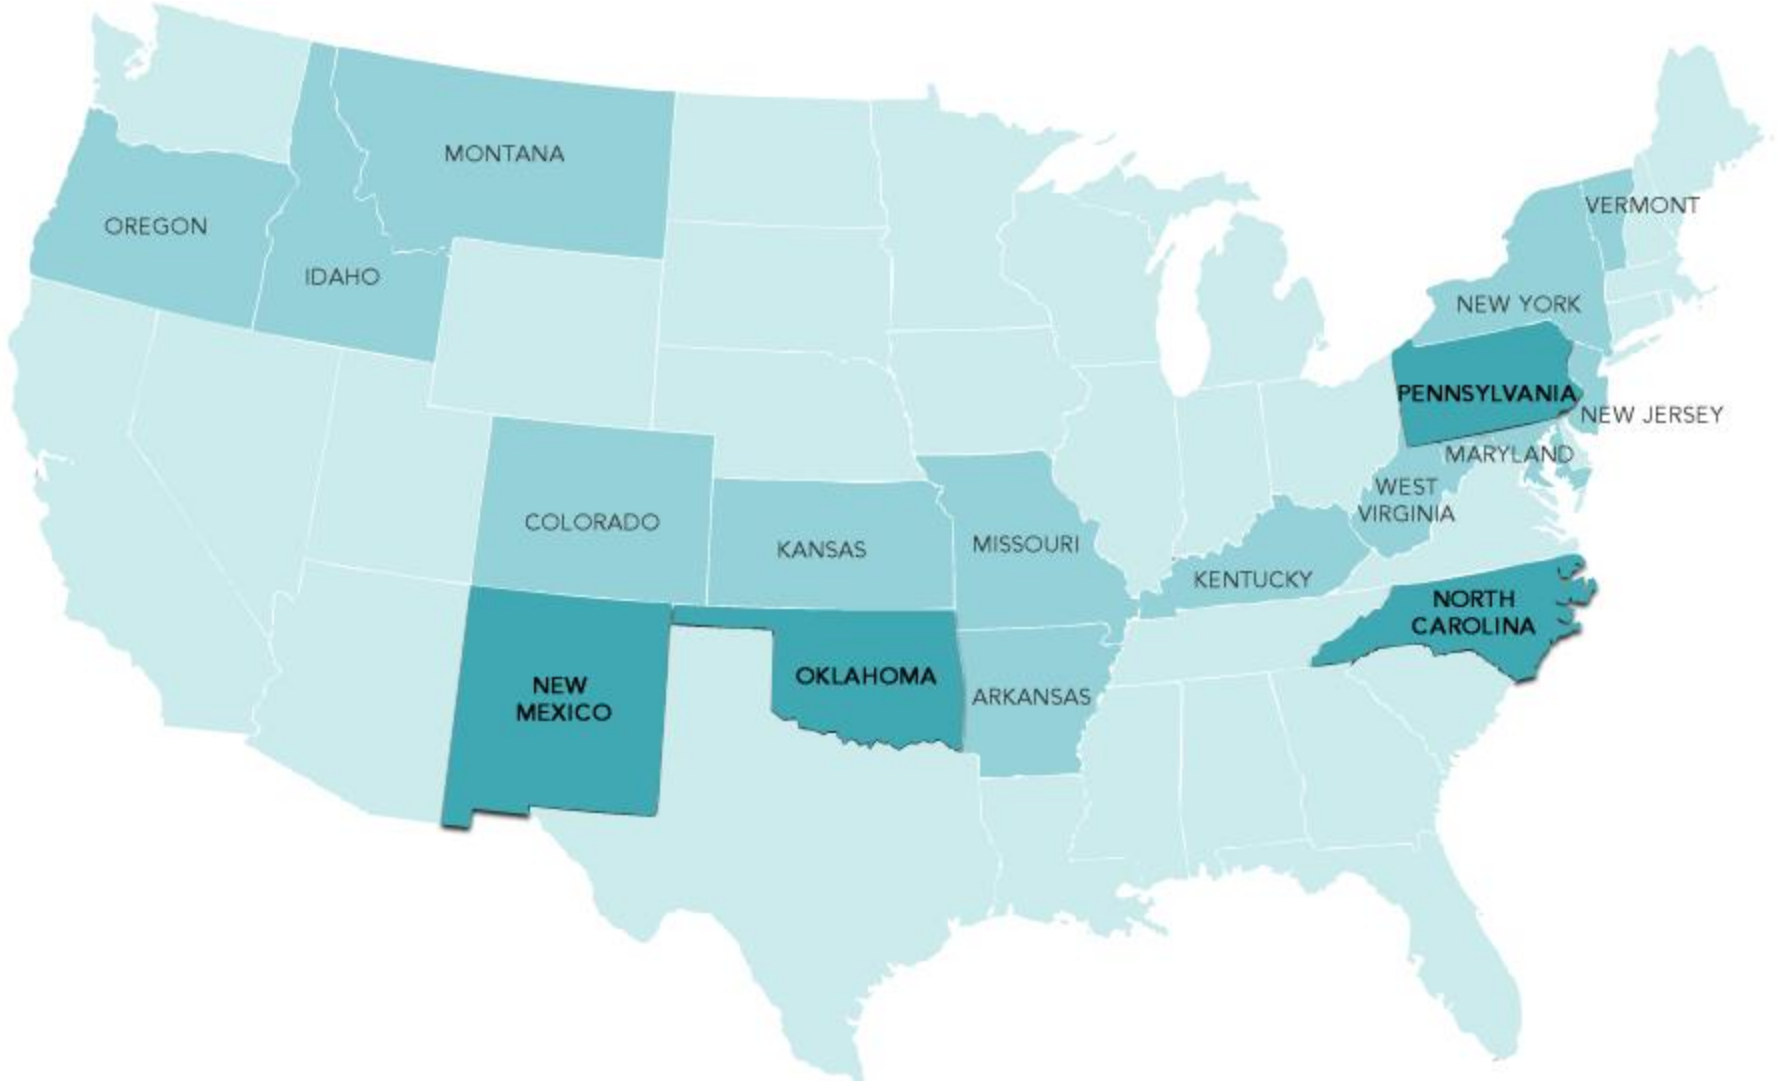 MONTANA
VERMONT
OREGON
IDAHO
NEW YORK
PENNSYLVANIA
NEW JERSEY
MARYLAND
WEST
VIRGINIA
COLORADO
KANSAS
MISSOURI
KENTUCKY
NORTH
CAROLINA
NEW
MEXICO
OKLAHOMA
ARKANSAS